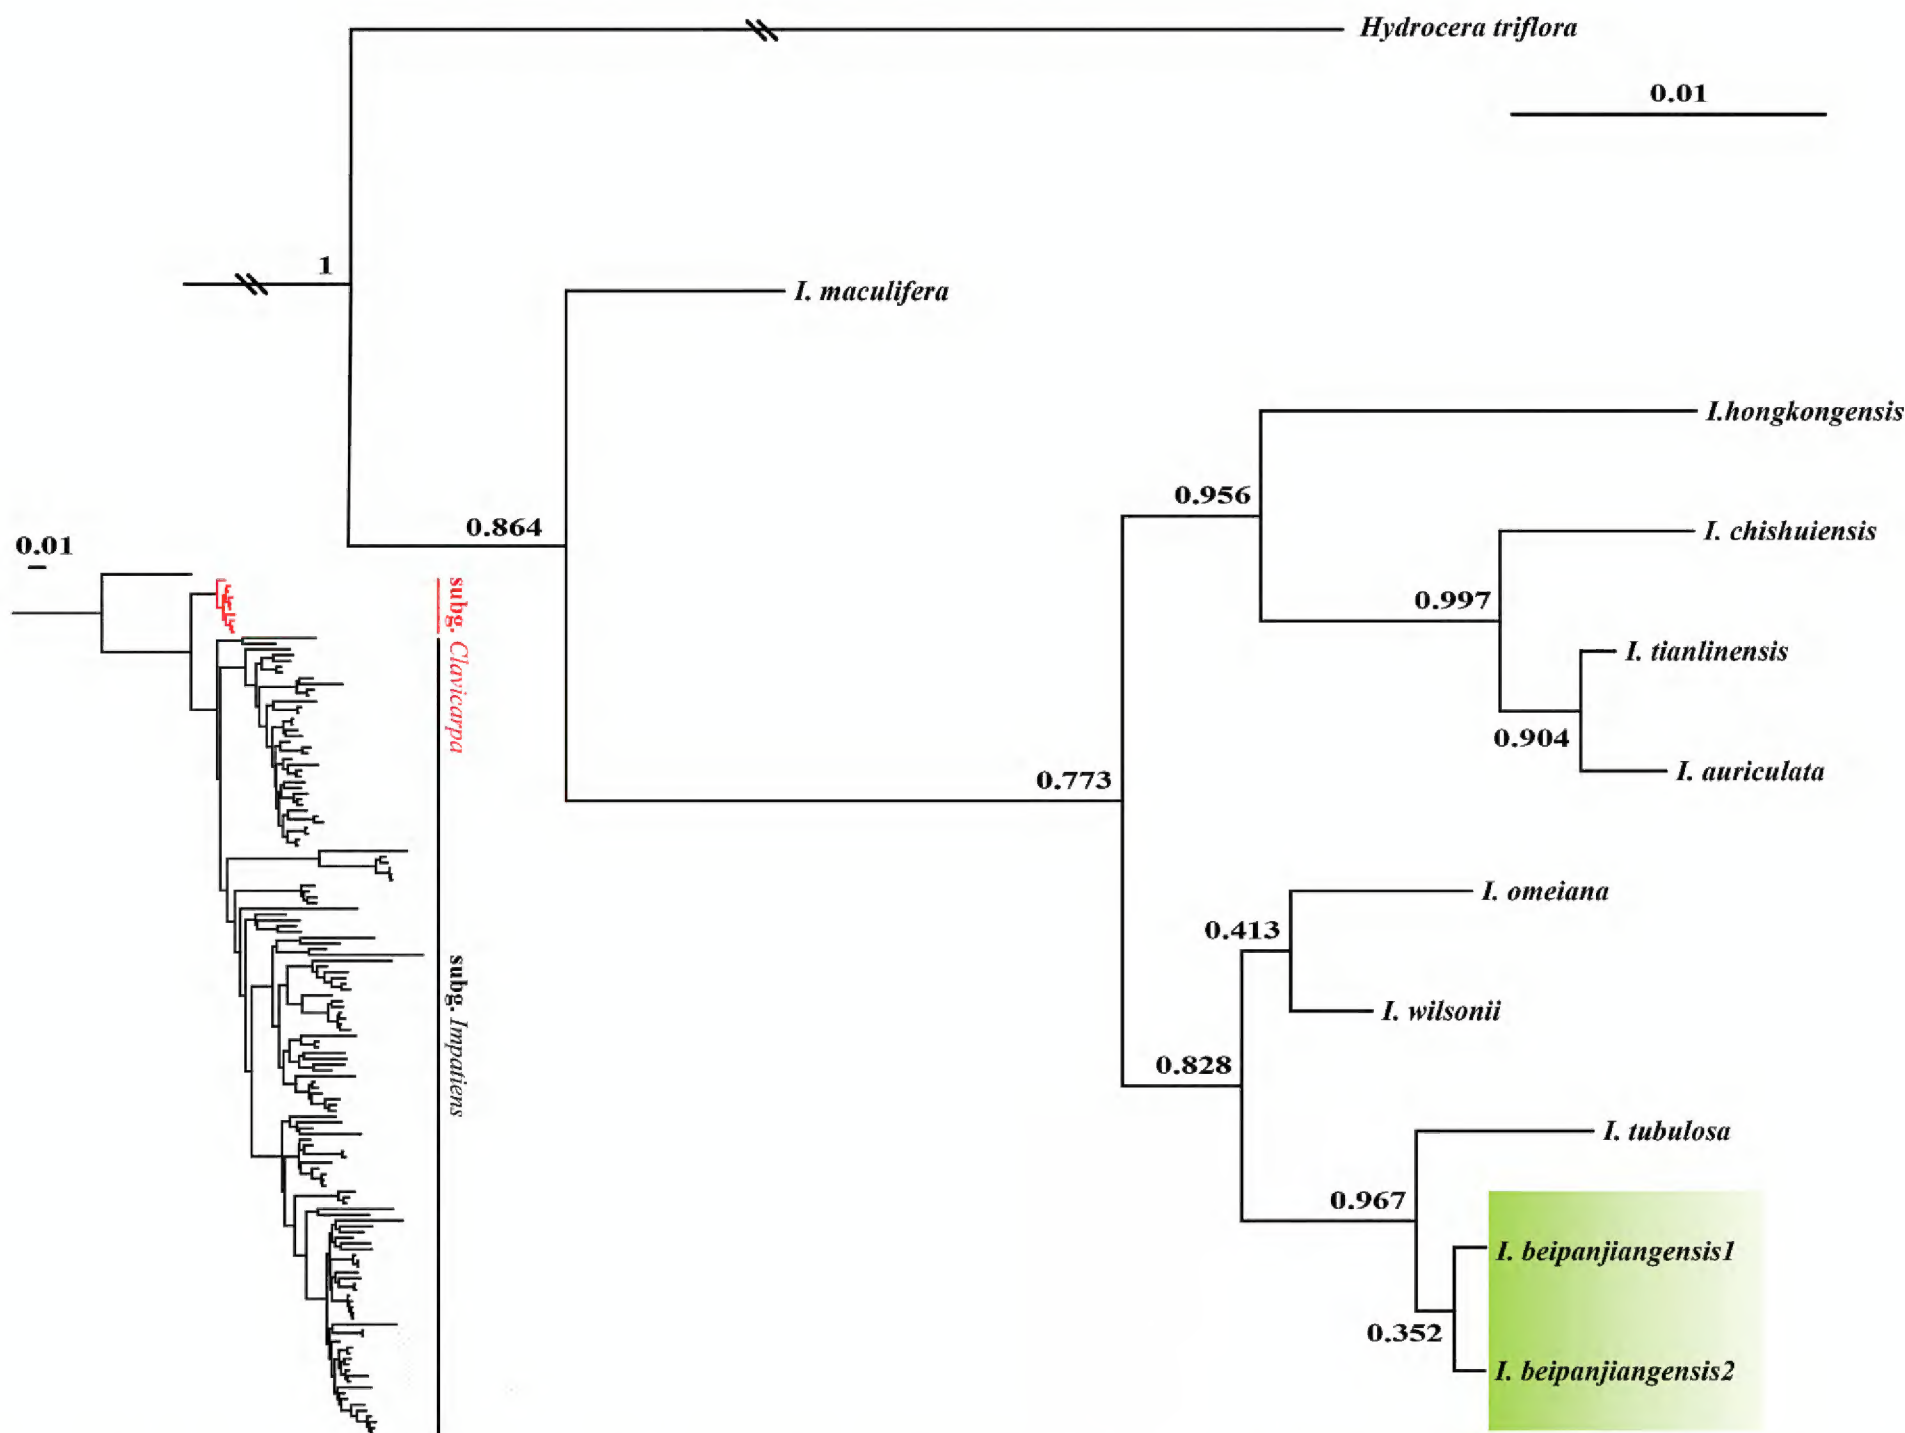 Hydrocera triflora
0.01
1
I. maculifera
I.hongkongensis
0.956
I. chishuiensis
0.864
0.01
0.997
I. tianlinensis
0.904
I. auriculata
0.773
subg. Clavicarpa
I. omeiana
0.413
I. wilsonii
subg. Impatiens
0.828
I. tubulosa
0.967
I. beipanjiangensis1
0.352
I. beipanjiangensis2